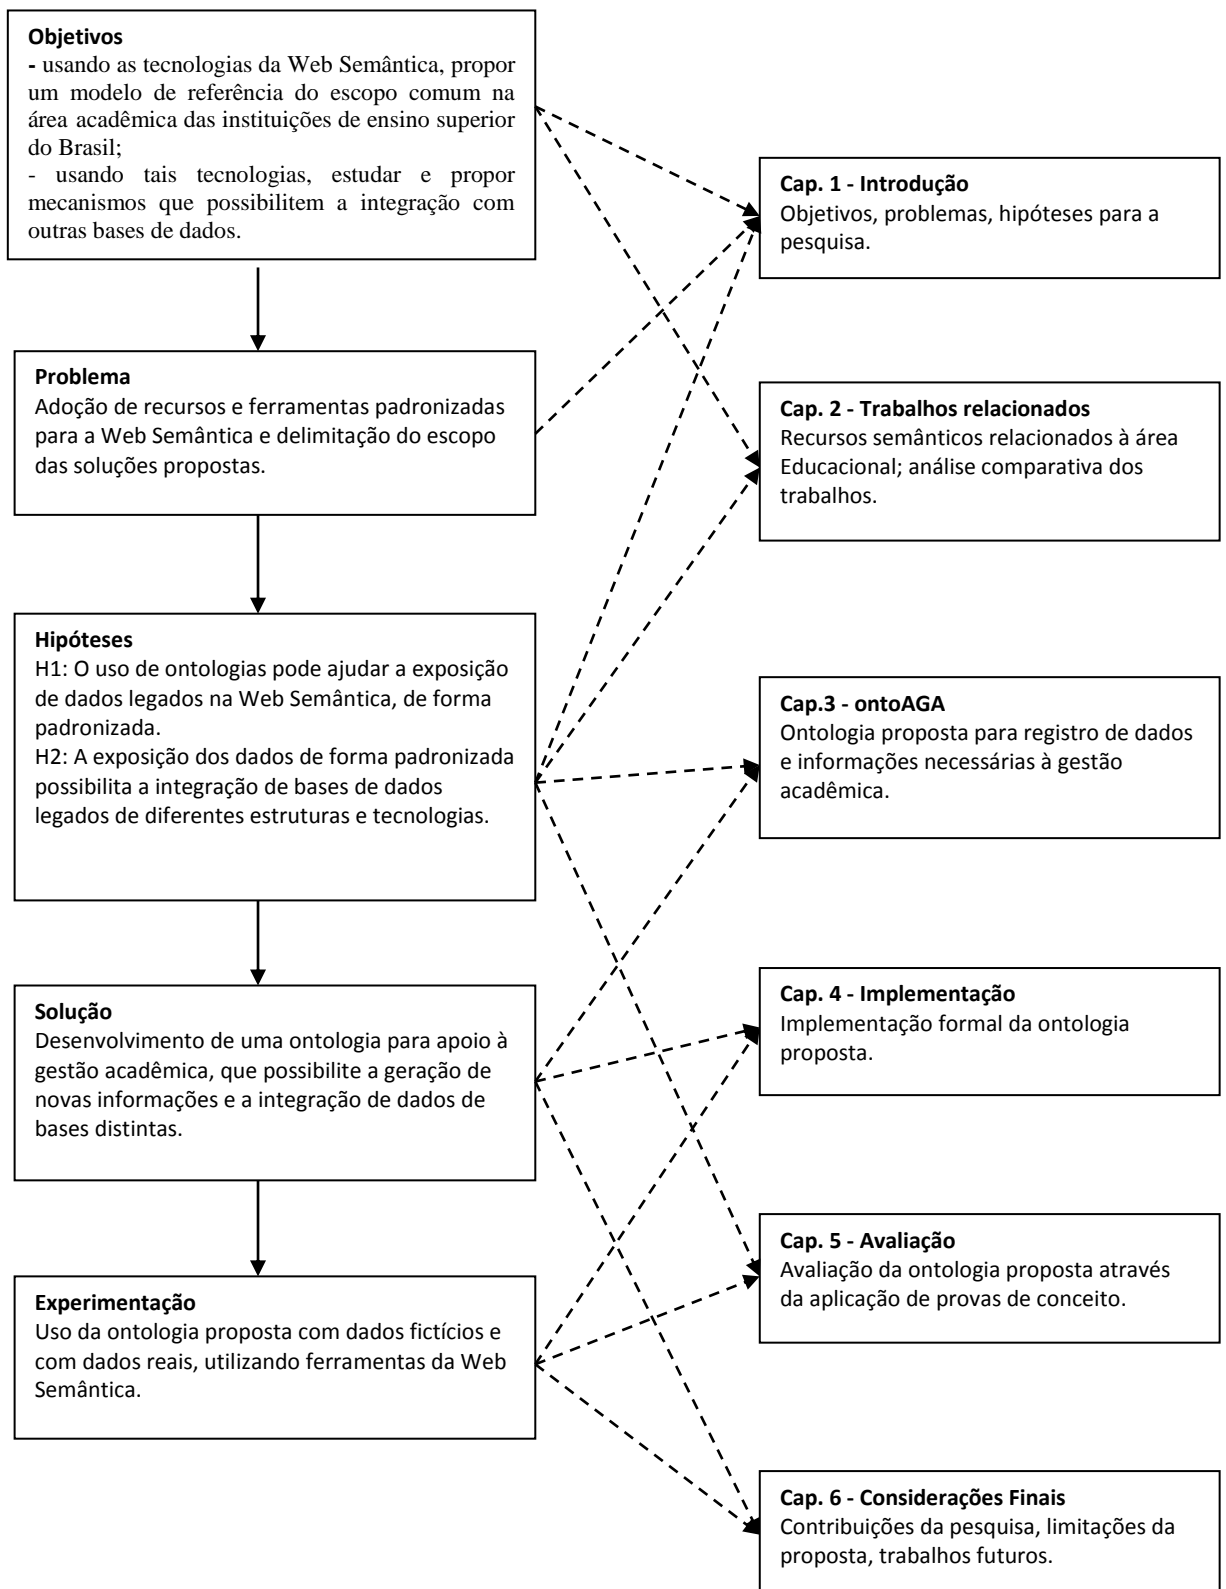 Objetivos
- usando as tecnologias da Web Semântica, propor
um modelo de referência do escopo comum na
área acadêmica das instituições de ensino superior
do Brasil;
- usando tais tecnologias, estudar e propor
mecanismos que possibilitem a integração com
outras bases de dados.
Problema
Adoção de recursos e ferramentas padronizadas
para a Web Semântica e delimitação do escopo
das soluções propostas.
Hipóteses
H1: O uso de ontologias pode ajudar a exposição
de dados legados na Web Semântica, de forma
padronizada.
H2: A exposição dos dados de forma padronizada
possibilita a integração de bases de dados
legados de diferentes estruturas e tecnologias.
Solução
Desenvolvimento de uma ontologia para apoio à
gestão acadêmica, que possibilite a geração de
novas informações e a integração de dados de
bases distintas.
Experimentação
Uso da ontologia proposta com dados fictícios e
com dados reais, utilizando ferramentas da Web
Semântica.
Cap. 1 - Introdução
Objetivos, problemas, hipóteses para a
pesquisa.
Cap. 2 - Trabalhos relacionados
Recursos semânticos relacionados à área
Educacional; análise comparativa dos
trabalhos.
Cap.3 - ontoAGA
Ontologia proposta para registro de dados
e informações necessárias à gestão
acadêmica.
Cap. 4 - Implementação
Implementação formal da ontologia
proposta.
Cap. 5 - Avaliação
Avaliação da ontologia proposta através
da aplicação de provas de conceito.
Cap. 6 - Considerações Finais
Contribuições da pesquisa, limitações da
proposta, trabalhos futuros.